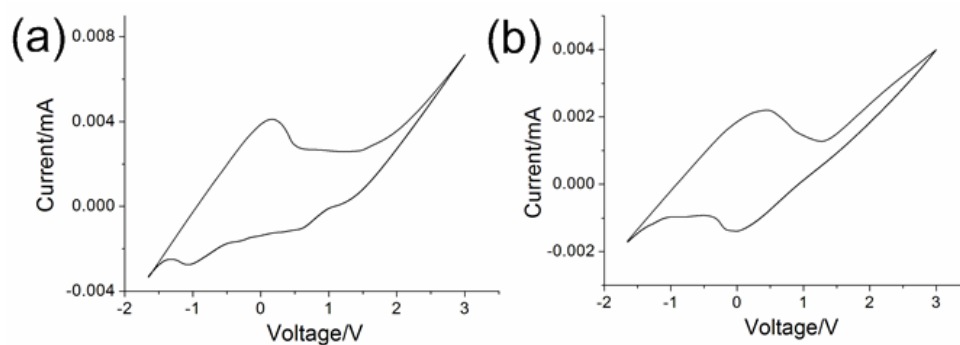 (a)
Current/mA
0.008
0.004
0.000
-0.004
-2 -1 0 1 2 3
Voltage/V
(b)
Current/mA
0.004
0.002
0.000
-0.002
-2 -1 0 1 2 3
Voltage/V